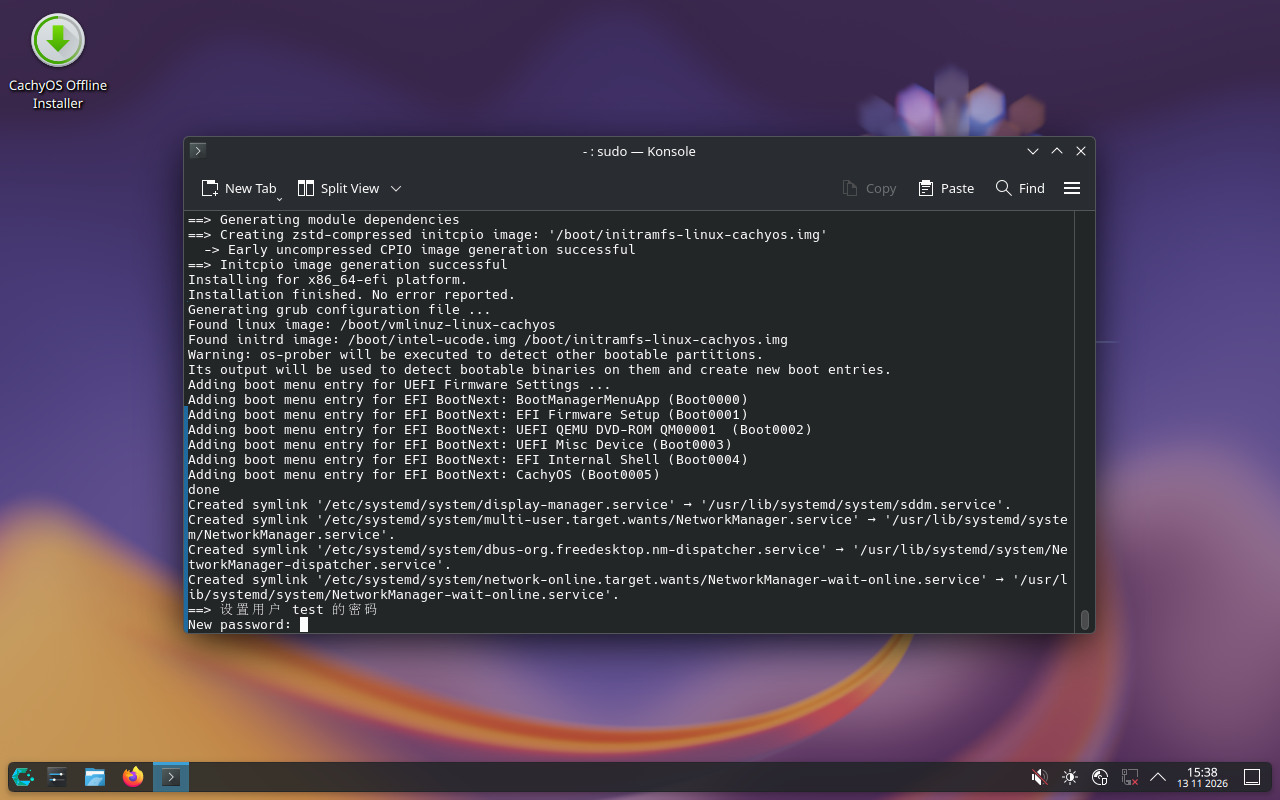 CachyOS Offline
Installer
- : sudo — Konsole
New Tab
Split View
Copy
Paste
Find
==> Generating module dependencies
==> Creating zstd-compressed initcpio image: '/boot/initramfs-linux-cachyos.img'
  -> Early uncompressed CPIO image generation successful
==> Initcpio image generation successful
Installing for x86_64-efi platform.
Installation finished. No error reported.
Generating grub configuration file ...
Found linux image: /boot/vmlinuz-linux-cachyos
Found initrd image: /boot/intel-ucode.img /boot/initramfs-linux-cachyos.img
Warning: os-prober will be executed to detect other bootable partitions.
Its output will be used to detect bootable binaries on them and create new boot entries.
Adding boot menu entry for UEFI Firmware Settings ...
Adding boot menu entry for EFI BootNext: BootManagerMenuApp (Boot0000)
Adding boot menu entry for EFI BootNext: EFI Firmware Setup (Boot0001)
Adding boot menu entry for EFI BootNext: UEFI QEMU DVD-ROM QM00001  (Boot0002)
Adding boot menu entry for EFI BootNext: UEFI Misc Device (Boot0003)
Adding boot menu entry for EFI BootNext: EFI Internal Shell (Boot0004)
Adding boot menu entry for EFI BootNext: CachyOS (Boot0005)
done
Created symlink '/etc/systemd/system/display-manager.service' → '/usr/lib/systemd/system/sddm.service'.
Created symlink '/etc/systemd/system/multi-user.target.wants/NetworkManager.service' → '/usr/lib/systemd/syste
m/NetworkManager.service'.
Created symlink '/etc/systemd/system/dbus-org.freedesktop.nm-dispatcher.service' → '/usr/lib/systemd/system/Ne
tworkManager-dispatcher.service'.
Created symlink '/etc/systemd/system/network-online.target.wants/NetworkManager-wait-online.service' → '/usr/l
ib/systemd/system/NetworkManager-wait-online.service'.
==> 设置用户 test 的密码
New password:
15:38
13 11 2026